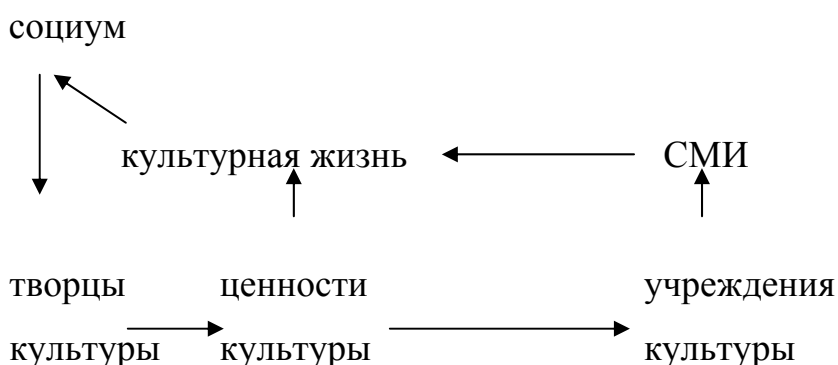 социум
культурная жизнь СМИ
творцы ценности учреждения
культуры культуры культуры